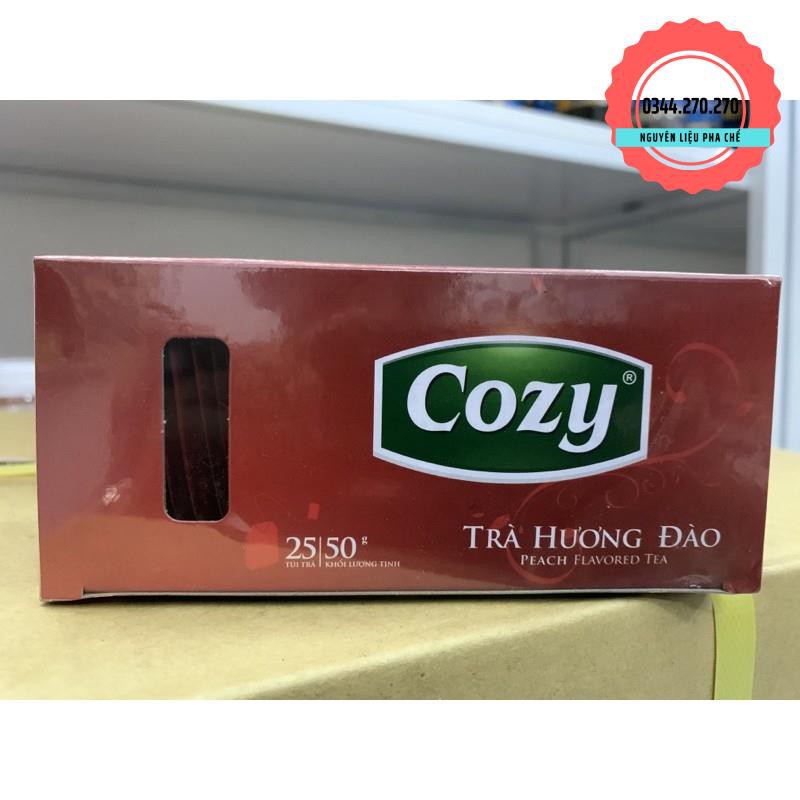 0344.270.270
NGUYÊN LIỆU PHA CHẾ
Cozy®
25|50 g
TÚI TRÀ | KHỐI LƯỢNG TỊNH
TRÀ HƯƠNG ĐÀO
PEACH FLAVORED TEA